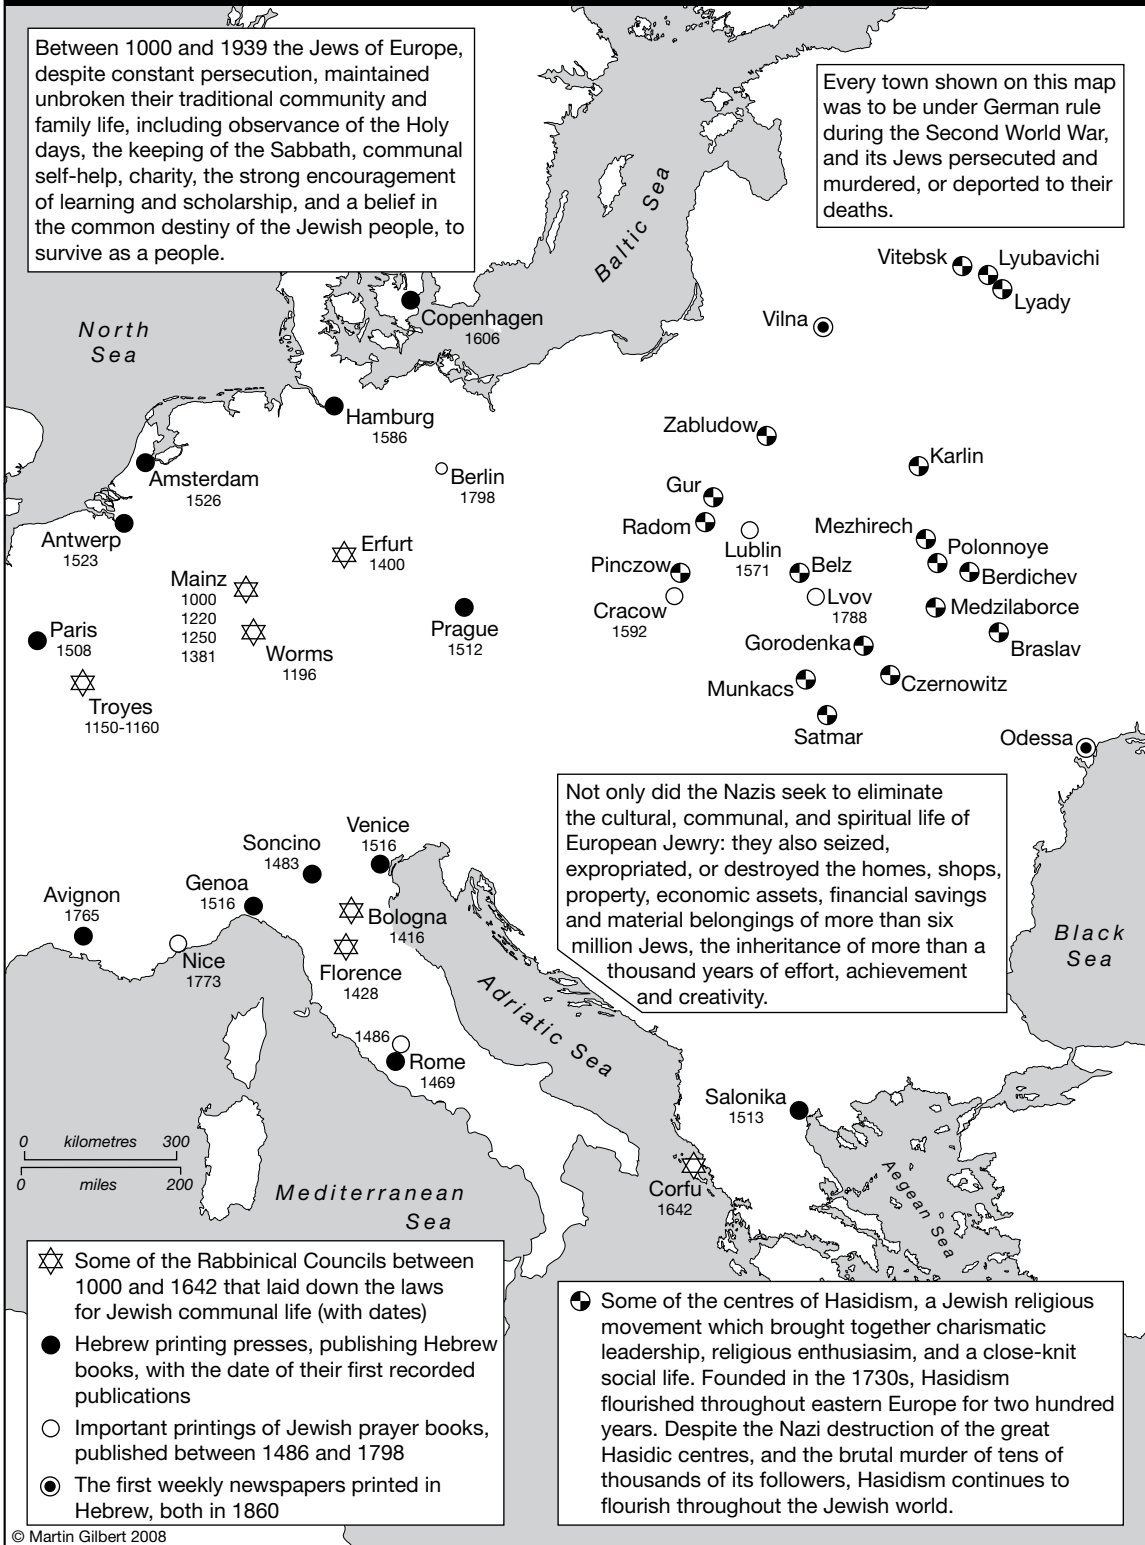 Between 1000 and 1939 the Jews of Europe,
despite constant persecution, maintained
unbroken their traditional community and
family life, including observance of the Holy
days, the keeping of the Sabbath, communal
self-help, charity, the strong encouragement
of learning and scholarship, and a belief in
the common destiny of the Jewish people, to
survive as a people.
Every town shown on this map
was to be under German rule
during the Second World War,
and its Jews persecuted and
murdered, or deported to their
deaths.
Baltic Sea
North
Sea
Vitebsk
Lyubavichi
Lyady
Vilna
Copenhagen
1606
Hamburg
1586
Zabludow
Karlin
Amsterdam
1526
Berlin
1798
Gur
Radom
Mezhirech
Antwerp
1523
Erfurt
1400
Lublin
1571
Polonnoye
Berdichev
Pinczow
Belz
Mainz
1000
1220
1250
1381
Cracow
1592
Lvov
1788
Medzilaborce
Paris
1508
Prague
1512
Worms
1196
Gorodenka
Braslav
Troyes
1150-1160
Munkacs
Czernowitz
Satmar
Odessa
Not only did the Nazis seek to eliminate
the cultural, communal, and spiritual life of
European Jewry: they also seized,
expropriated, or destroyed the homes, shops,
property, economic assets, financial savings
and material belongings of more than six
million Jews, the inheritance of more than a
thousand years of effort, achievement
and creativity.
Venice
1516
Soncino
1483
Genoa
1516
Avignon
1765
Bologna
1416
Nice
1773
Florence
1428
Black
Sea
Adriatic Sea
1486
Rome
1469
Salonika
1513
0 kilometres 300
0 miles 200
Mediterranean
Sea
Corfu
1642
Aegean Sea
Some of the Rabbinical Councils between
1000 and 1642 that laid down the laws
for Jewish communal life (with dates)
Hebrew printing presses, publishing Hebrew
books, with the date of their first recorded
publications
Important printings of Jewish prayer books,
published between 1486 and 1798
The first weekly newspapers printed in
Hebrew, both in 1860
Some of the centres of Hasidism, a Jewish religious
movement which brought together charismatic
leadership, religious enthusiasim, and a close-knit
social life. Founded in the 1730s, Hasidism
flourished throughout eastern Europe for two hundred
years. Despite the Nazi destruction of the great
Hasidic centres, and the brutal murder of tens of
thousands of its followers, Hasidism continues to
flourish throughout the Jewish world.
© Martin Gilbert 2008